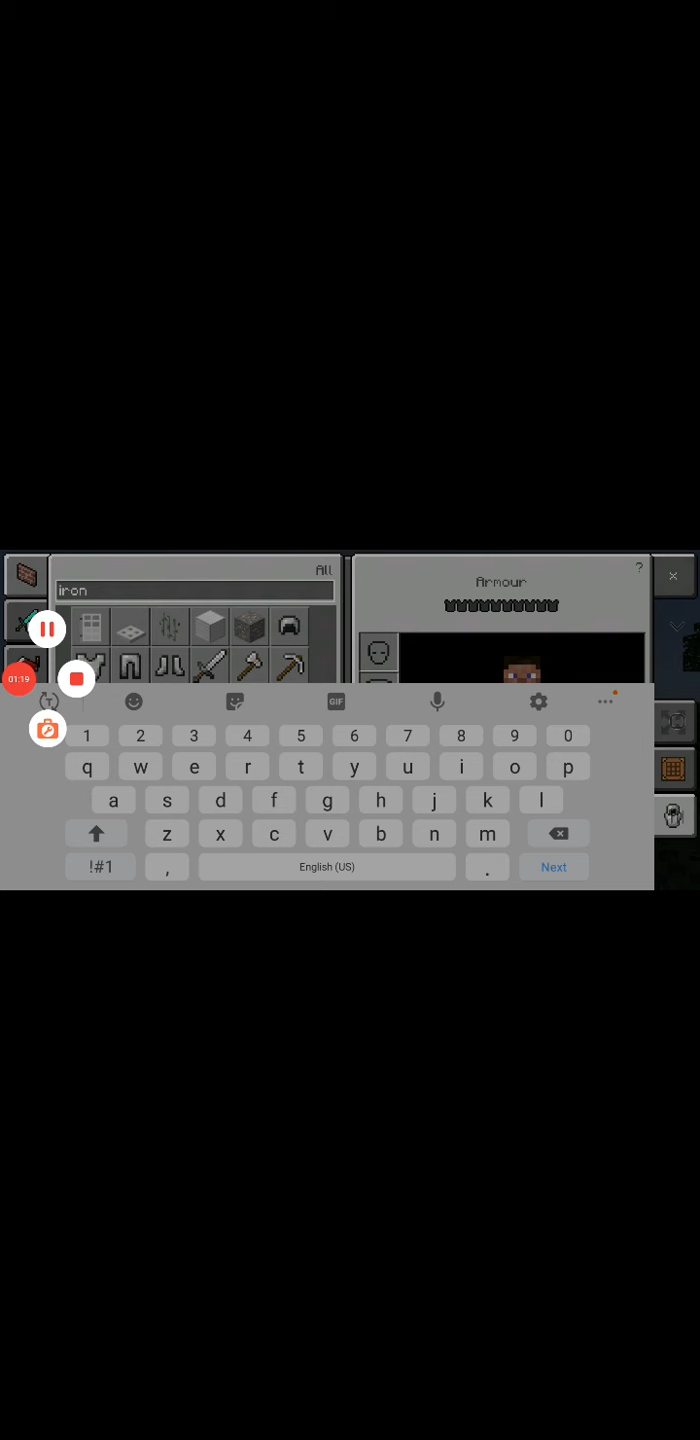 All
?
iron
Armour
01:19
T
GIF
1 2 3 4 5 6 7 8 9 0
q w e r t y u i o p
a s d f g h j k l
z x c v b n m
!#1 , English (US) . Next